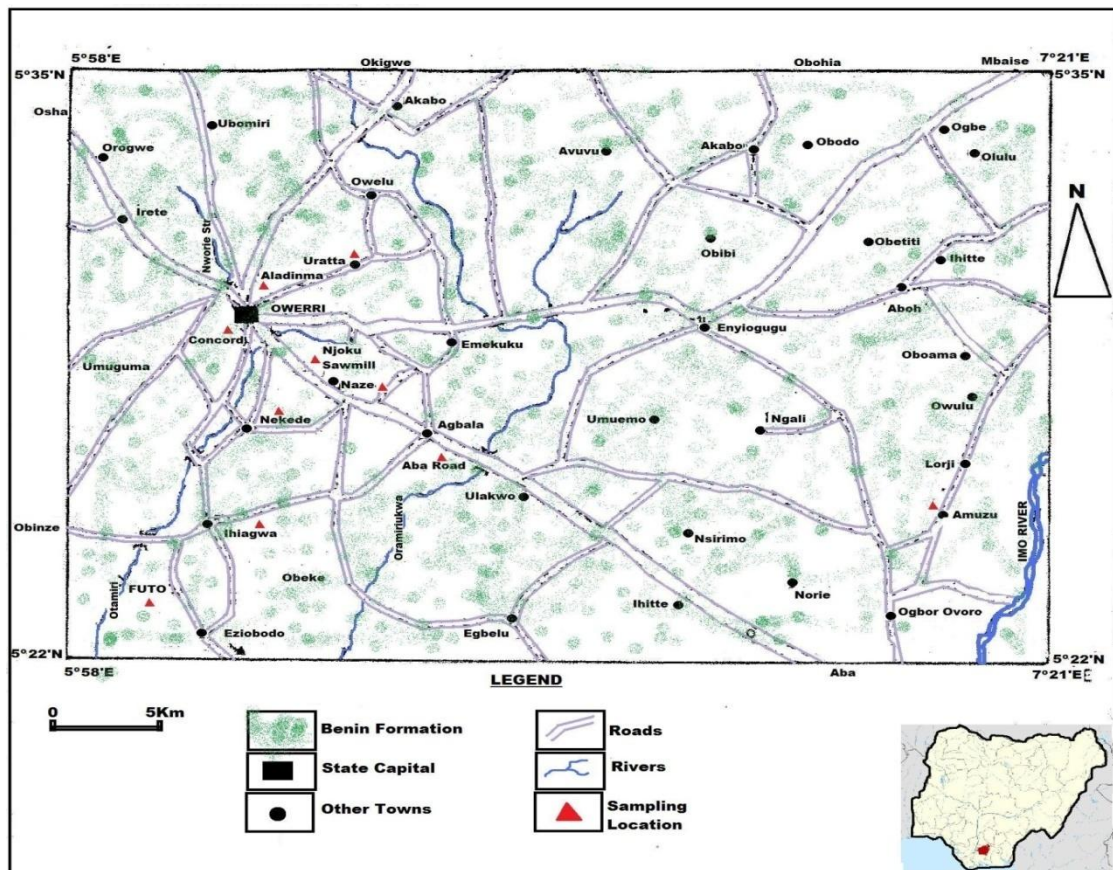 5°58'E
Okigwe
Obohia
Mbaise
7°21'E
5°35'N
5°35'N
Osha
Akabo
Ubomiri
Orogwe
Avuvu
Akabo
Obodo
Ogbe
Olulu
N
Owelu
Irete
Nworie Str
Uratta
Aladinma
Obibi
Obetiti
Ihitte
OWERRI
Aboh
Concord
Emekuku
Enyiogugu
Njoku
Sawmill
Umuguma
Naze
Oboama
Owulu
Nekede
Agbala
Umuemo
Ngali
Aba Road
Lorji
Ulakwo
Amuzu
Obinze
Ihiagwa
Oramiriukwa
Nsirimo
IMO RIVER
Obeke
FUTO
Otamiri
Norie
Ihitte
Ogbor Ovoro
Eziobodo
Egbelu
5°22'N
5°22'N
5°58'E
Aba
7°21'E
LEGEND
0 5Km
Benin Formation
Roads
State Capital
Rivers
Other Towns
Sampling
Location